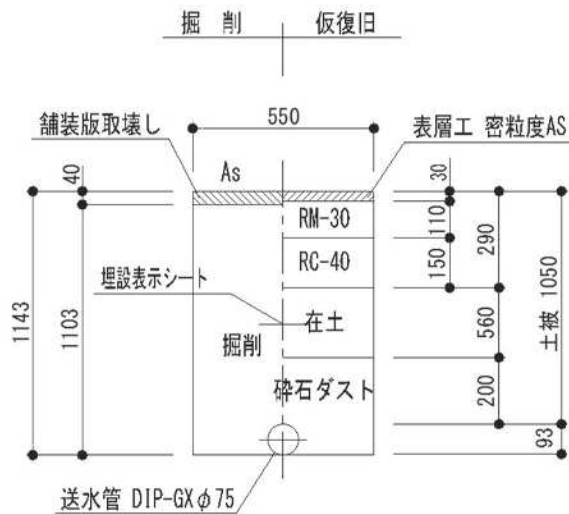 掘 削 仮復旧
550
舗装版取壊し
表層工 密粒度AS
As
40
30
RM-30
110
290
RC-40
150
埋設表示シート
在土
掘削
560
土被 1050
1143
1103
砕石ダスト
200
93
送水管 DIP-GXφ75